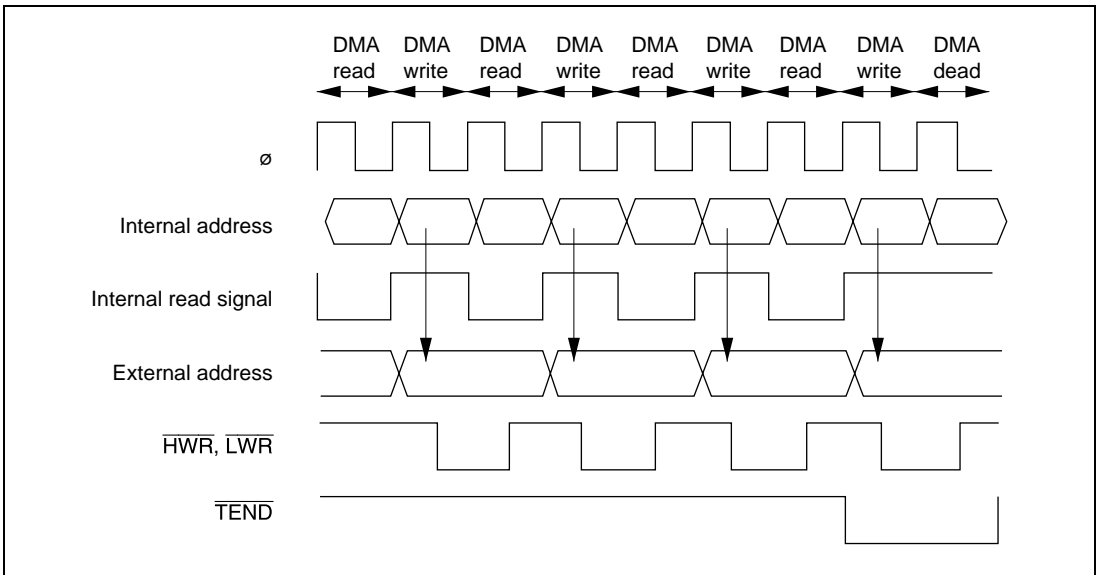 DMA DMA DMA DMA DMA DMA DMA DMA DMA
read write read write read write read write dead
ø
Internal address
Internal read signal
External address
HWR, LWR
TEND